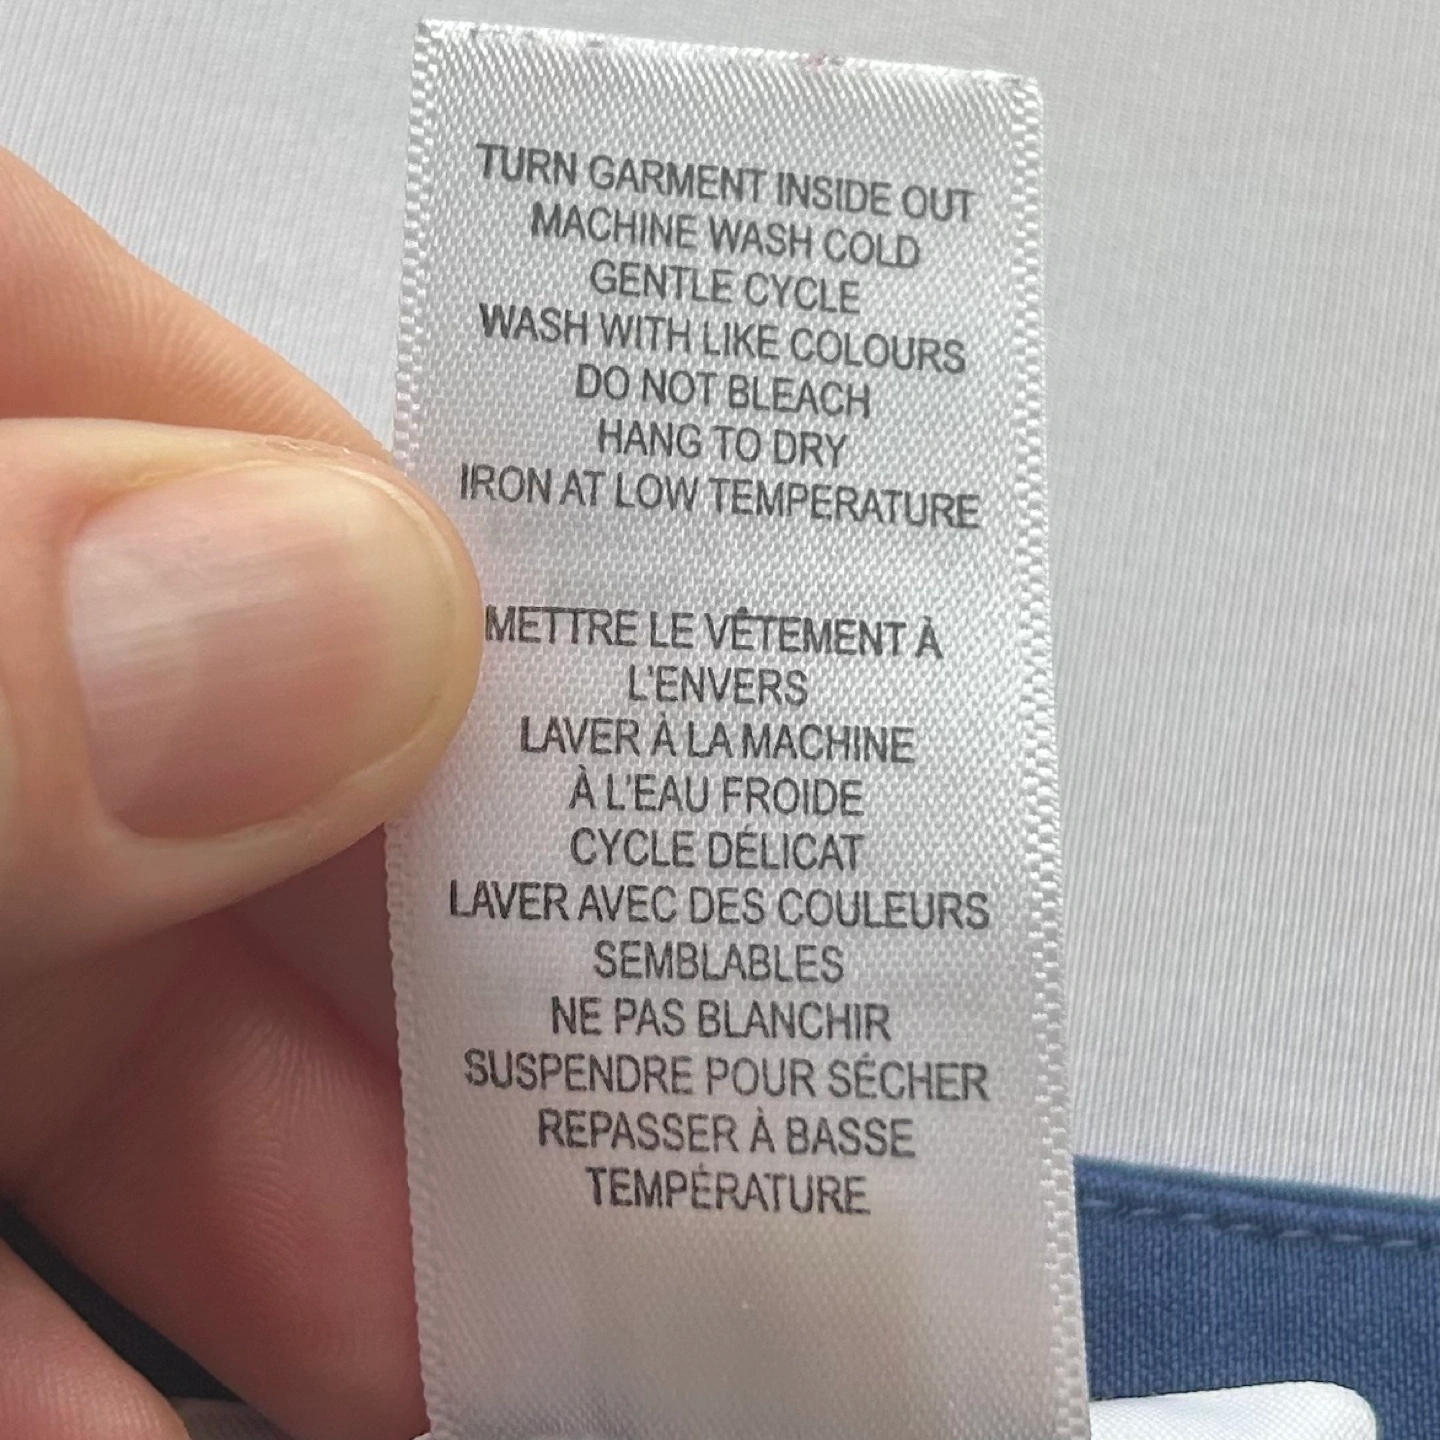 TURN GARMENT INSIDE OUT
MACHINE WASH COLD
GENTLE CYCLE
WASH WITH LIKE COLOURS
DO NOT BLEACH
HANG TO DRY
IRON AT LOW TEMPERATURE
METTRE LE VÊTEMENT À
L'ENVERS
LAVER À LA MACHINE
À L'EAU FROIDE
CYCLE DÉLICAT
LAVER AVEC DES COULEURS
SEMBLABLES
NE PAS BLANCHIR
SUSPENDRE POUR SÉCHER
REPASSER À BASSE
TEMPÉRATURE